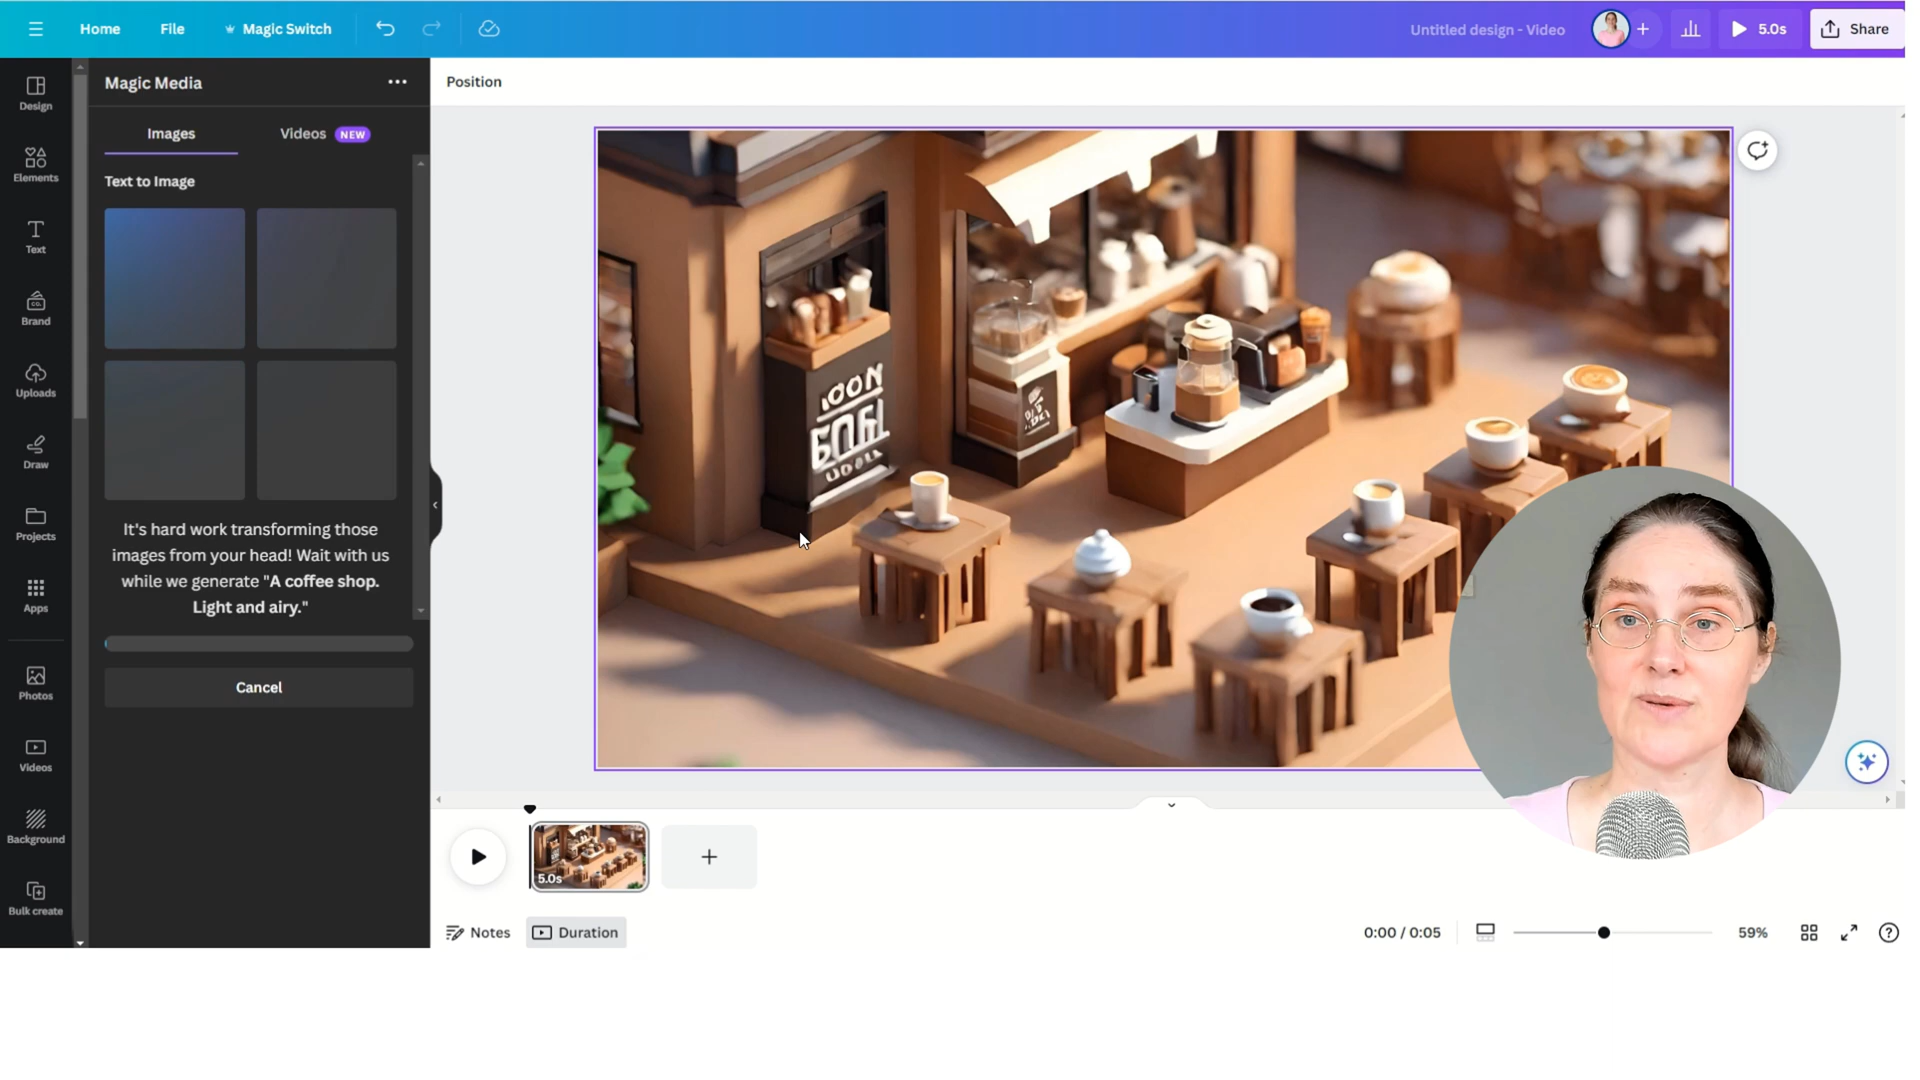 Home
File
Magic Switch
Untitled design - Video
5.0s
Share
Design
Elements
Text
Brand
Uploads
Draw
Projects
Apps
Photos
Videos
Background
Bulk create
Magic Media
Images
Videos NEW
Text to Image
It's hard work transforming those
images from your head! Wait with us
while we generate "A coffee shop.
Light and airy."
Cancel
Position
5.0s
Notes
Duration
0:00 / 0:05
59%